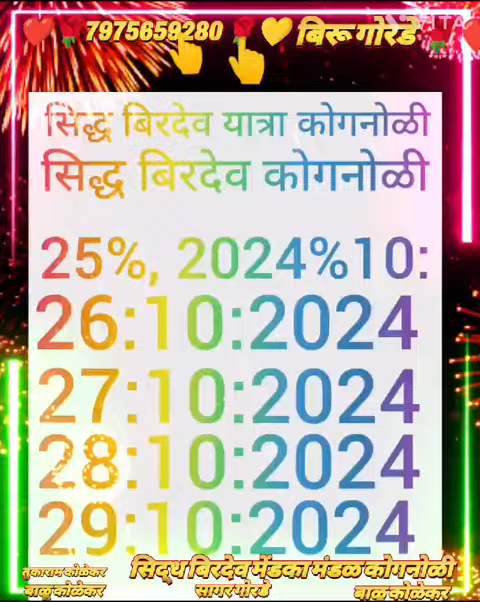 7975659280 बिरू गोरडे
VITA
सिद्ध बिरदेव यात्रा कोगनोळी
सिद्ध बिरदेव कोगनोळी
25%, 2024%10:
26:10:2024
27:10:2024
28:10:2024
29:10:2024
तुकाराम कोळेकर सिद्ध बिरदेव मेंडका मंडळ कोगनोळी
बाळु कोळेकर सागर गोरडे बाळ कोळेकर